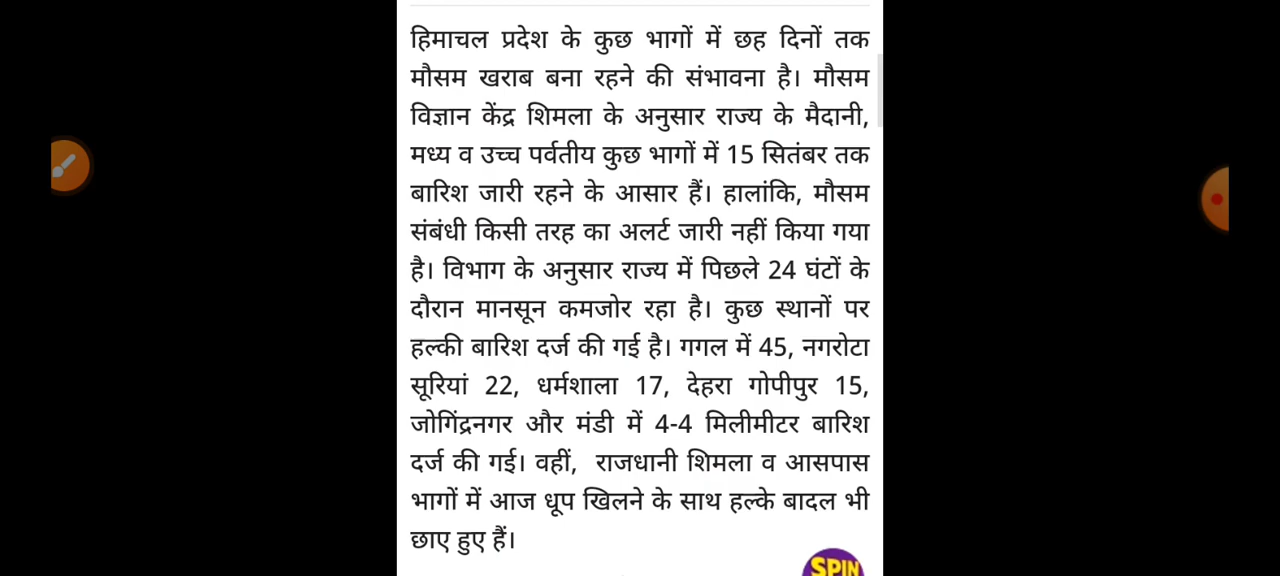 हिमाचल प्रदेश के कुछ भागों में छह दिनों तक
मौसम खराब बना रहने की संभावना है। मौसम
विज्ञान केंद्र शिमला के अनुसार राज्य के मैदानी,
मध्य व उच्च पर्वतीय कुछ भागों में 15 सितंबर तक
बारिश जारी रहने के आसार हैं। हालांकि, मौसम
संबंधी किसी तरह का अलर्ट जारी नहीं किया गया
है। विभाग के अनुसार राज्य में पिछले 24 घंटों के
दौरान मानसून कमजोर रहा है। कुछ स्थानों पर
हल्की बारिश दर्ज की गई है। गगल में 45, नगरोटा
सूरियां 22, धर्मशाला 17, देहरा गोपीपुर 15,
जोगिंद्रनगर और मंडी में 4-4 मिलीमीटर बारिश
दर्ज की गई। वहीं, राजधानी शिमला व आसपास
भागों में आज धूप खिलने के साथ हल्के बादल भी
छाए हुए हैं।
SPIN